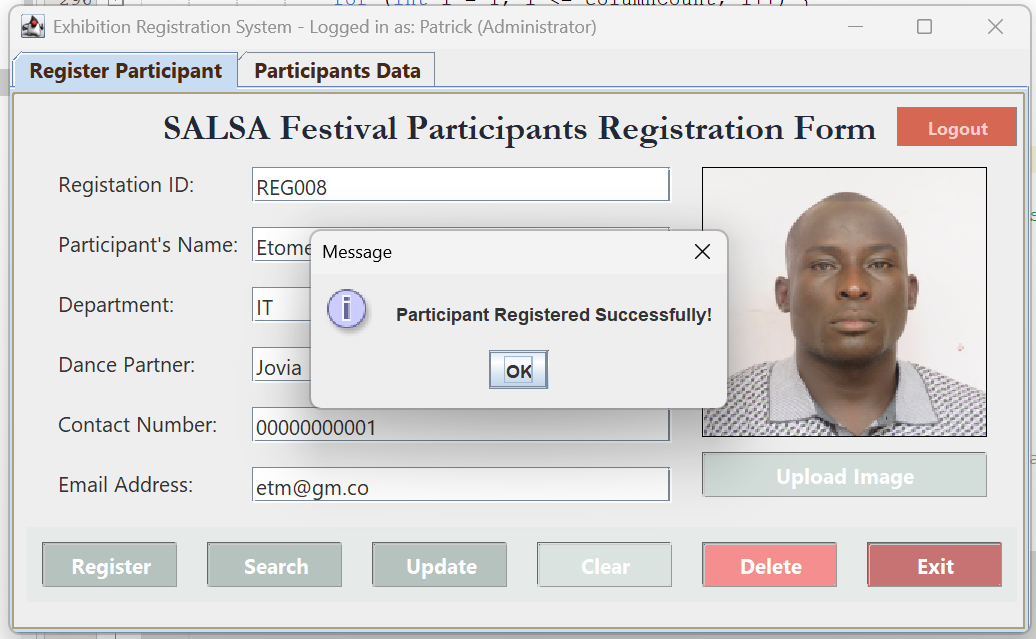 Exhibition Registration System - Logged in as: Patrick (Administrator)
Register Participant
Participants Data
SALSA Festival Participants Registration Form
Logout
Registation ID:
REG008
Participant's Name:
Etome
Message
Participant Registered Successfully!
OK
Department:
IT
Dance Partner:
Jovia
Contact Number:
00000000001
Email Address:
etm@gm.co
Upload Image
Register
Search
Update
Clear
Delete
Exit